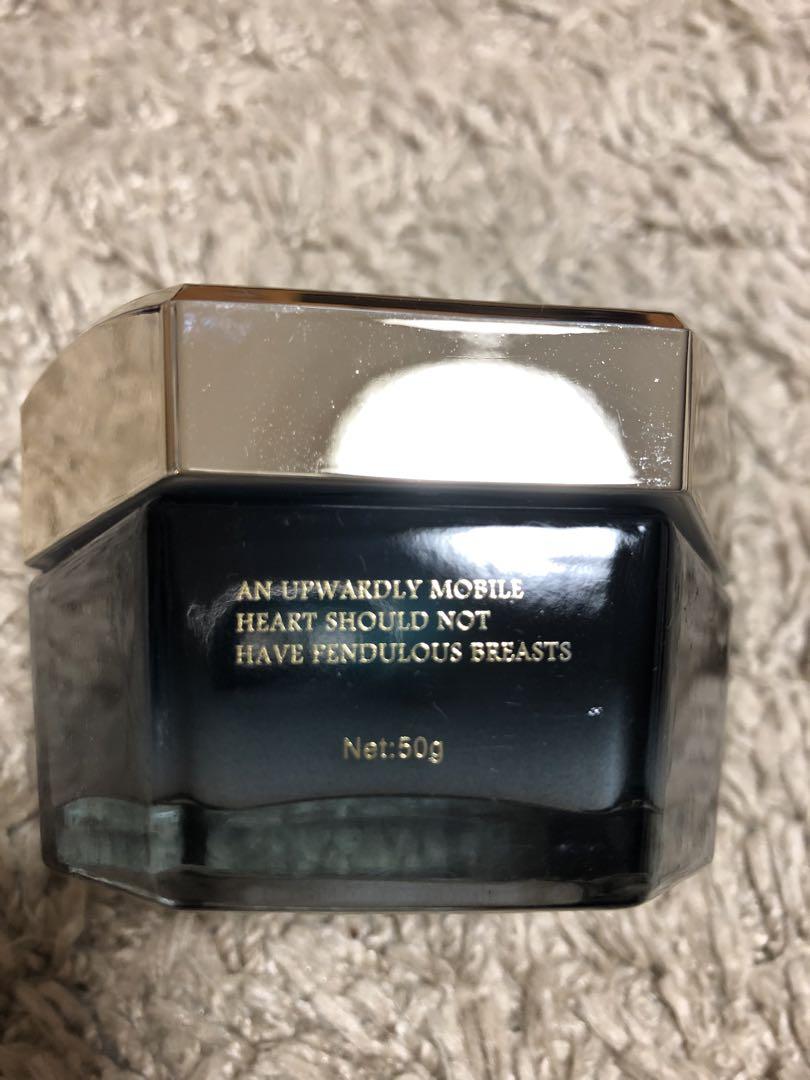 AN UPWARDLY MOBILE
HEART SHOULD NOT
HAVE PENDULOUS BREASTS
Net:50g